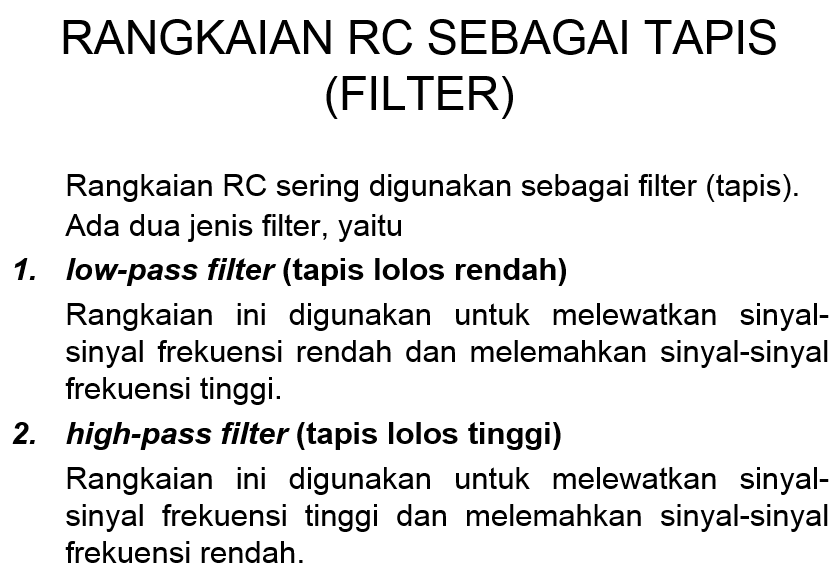 RANGKAIAN RC SEBAGAI TAPIS
(FILTER)
Rangkaian RC sering digunakan sebagai filter (tapis).
Ada dua jenis filter, yaitu
1. low-pass filter (tapis lolos rendah)
Rangkaian ini digunakan untuk melewatkan sinyal-
sinyal frekuensi rendah dan melemahkan sinyal-sinyal
frekuensi tinggi.
2. high-pass filter (tapis lolos tinggi)
Rangkaian ini digunakan untuk melewatkan sinyal-
sinyal frekuensi tinggi dan melemahkan sinyal-sinyal
frekuensi rendah.